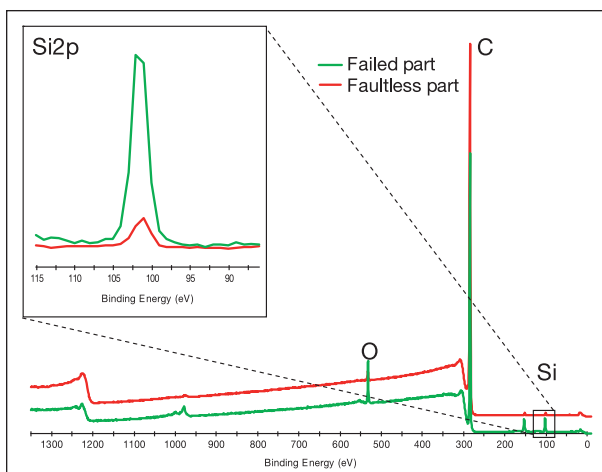 Si2p
C
Failed part
Faultless part
115 110 105 100 95 90
Binding Energy (eV)
O
Si
1300 1200 1100 1000 900 800 700 600 500 400 300 200 100 0
Binding Energy (eV)